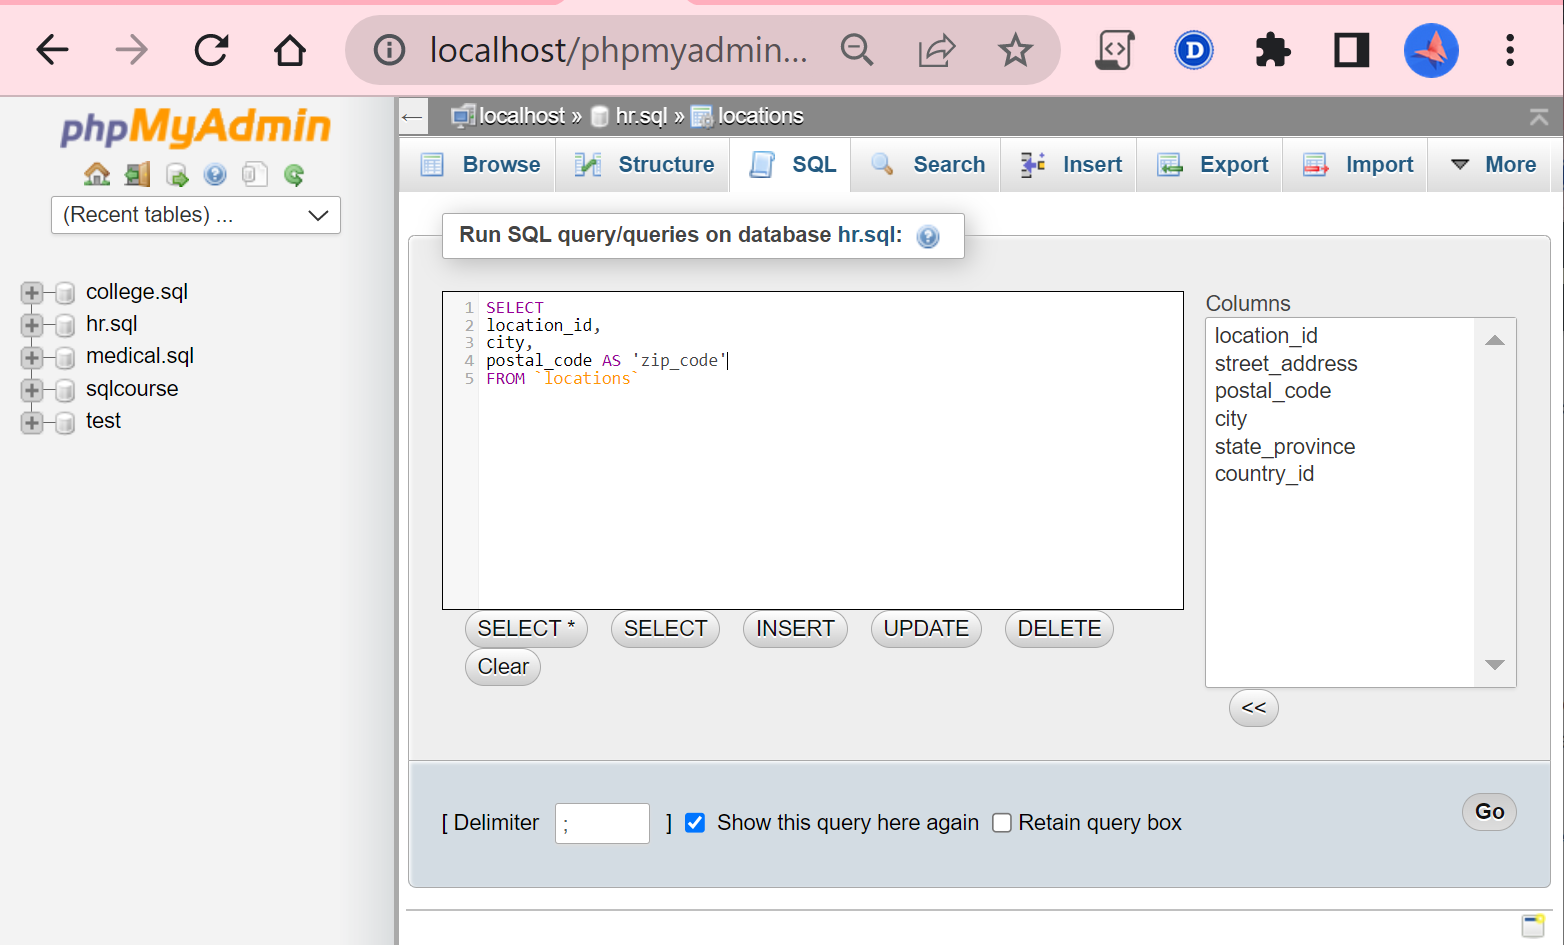 localhost/phpmyadmin...
phpMyAdmin
(Recent tables) ...
college.sql
hr.sql
medical.sql
sqlcourse
test
localhost » hr.sql » locations
Browse Structure SQL Search Insert Export Import More
Run SQL query/queries on database hr.sql:
1 SELECT
2 location_id,
3 city,
4 postal_code AS 'zip_code'
5 FROM `locations`
Columns
location_id
street_address
postal_code
city
state_province
country_id
SELECT * SELECT INSERT UPDATE DELETE
Clear
<<
[ Delimiter ; ] Show this query here again Retain query box
Go